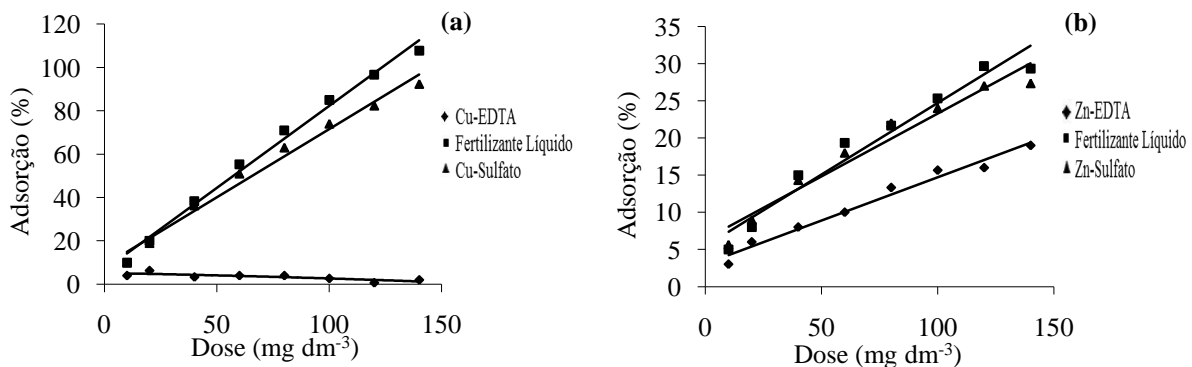 (a)
Adsorção (%)
120
100
80
60
40
20
0
0
50
100
150
Dose (mg dm-3)
Cu-EDTA
Fertilizante Líquido
Cu-Sulfato
(b)
Adsorção (%)
35
30
25
20
15
10
5
0
0
50
100
150
Dose (mg dm-3)
Zn-EDTA
Fertilizante Líquido
Zn-Sulfato